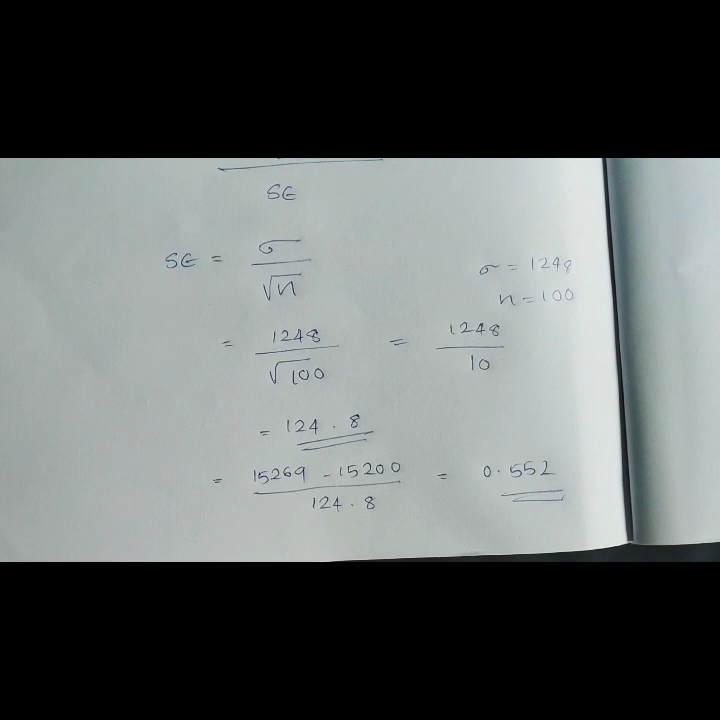 SE
SE = σ / √n
σ = 1248
n = 100
= 1248 / √100 = 1248 / 10
= 124.8
= 15269 - 15200 / 124.8 = 0.552